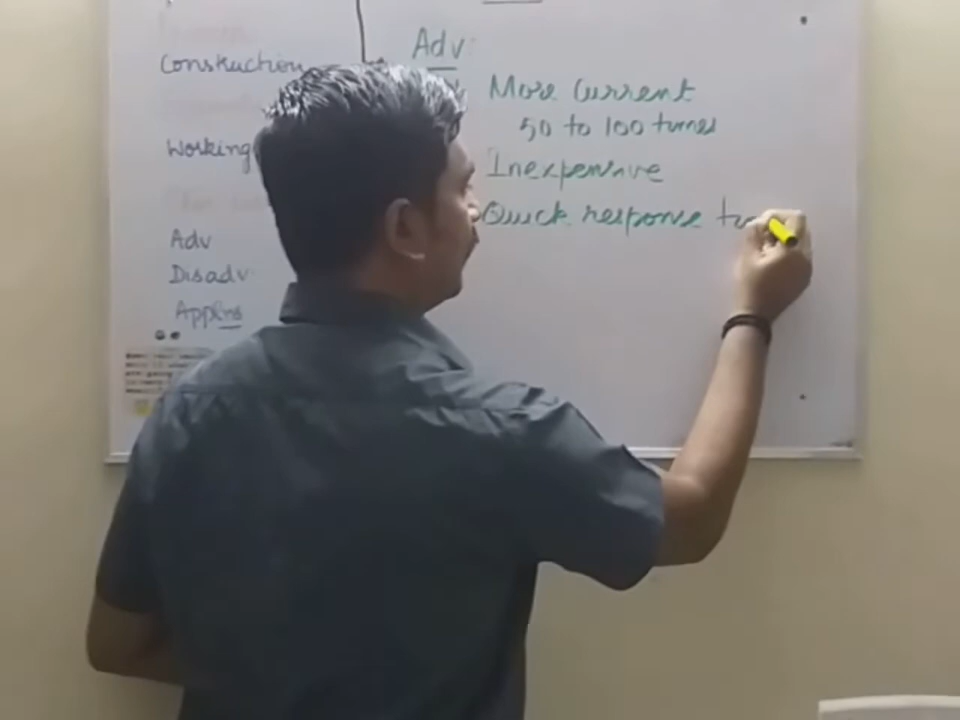 Construction
Working
Adv
Disadv
Applns
Adv:
More Current
50 to 100 times
Inexpensive
Quick response